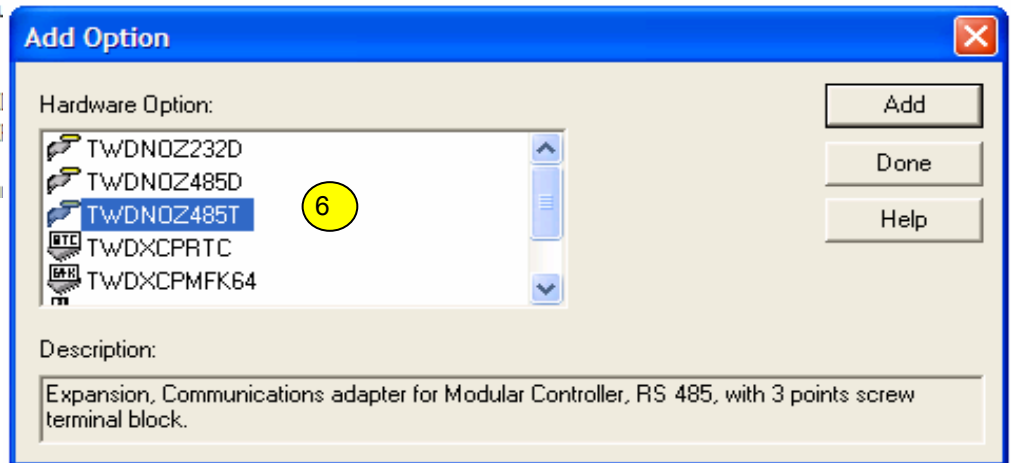 Add Option
Hardware Option:
Add
TWDNOZ232D
Done
TWDNOZ485D
TWDNOZ485T
6
Help
TWDXCPRTC
TWDXCPMFK64
Description:
Expansion, Communications adapter for Modular Controller, RS 485, with 3 points screw
terminal block.